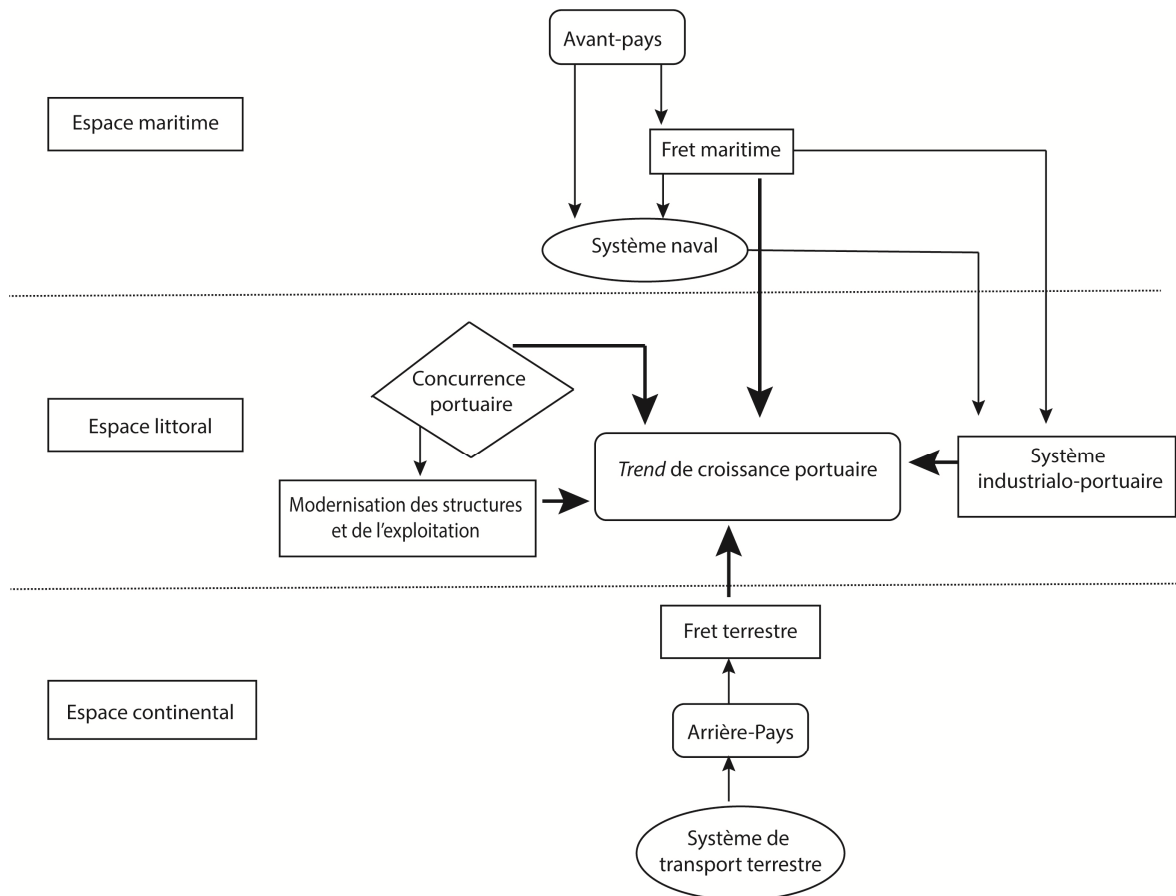 Avant-pays
Espace maritime
Fret maritime
Système naval
Concurrence
portuaire
Espace littoral
Trend de croissance portuaire
Système
industrialo-portuaire
Modernisation des structures
et de l'exploitation
Fret terrestre
Espace continental
Arrière-Pays
Système de
transport terrestre